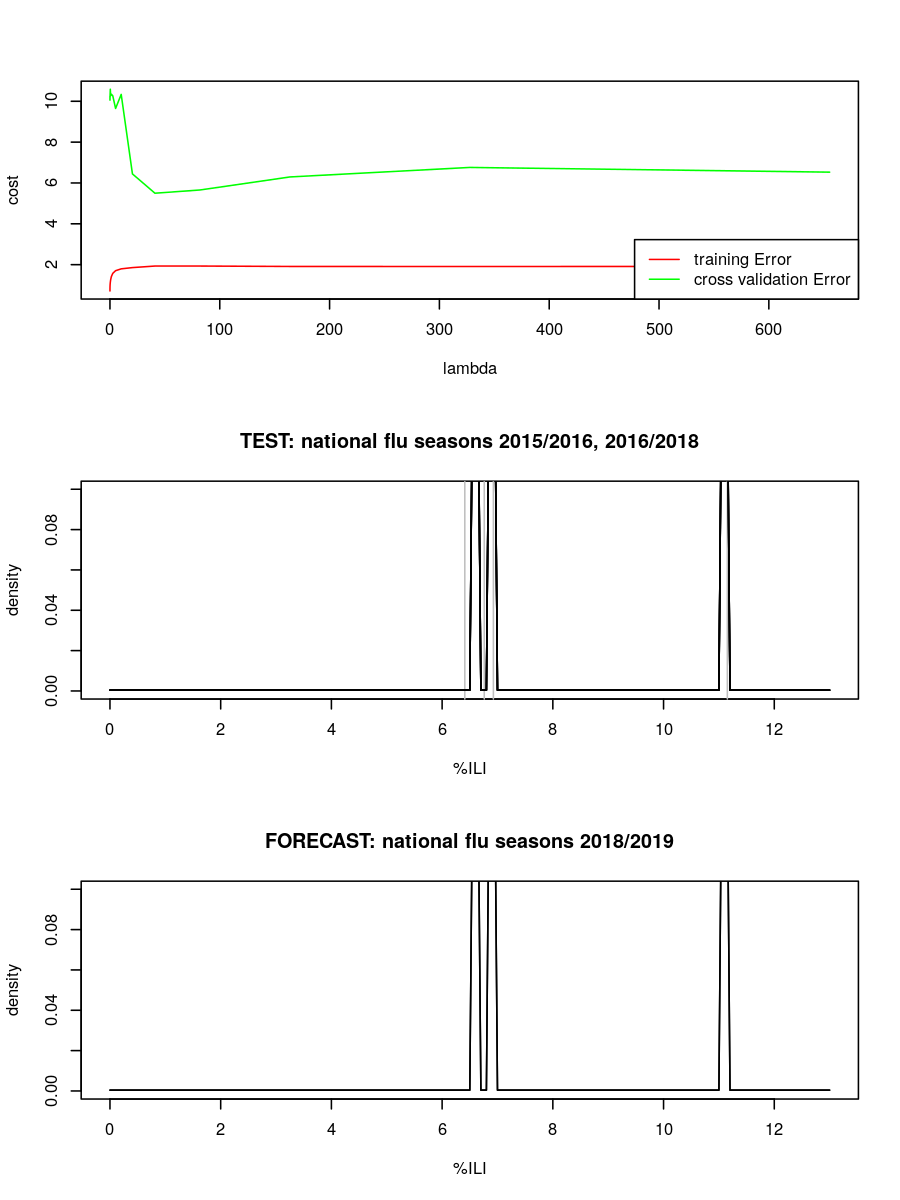 cost
10
8
6
4
2
training Error
cross validation Error
0 100 200 300 400 500 600
lambda
TEST: national flu seasons 2015/2016, 2016/2018
density
0.08
0.04
0.00
0 2 4 6 8 10 12
%ILI
FORECAST: national flu seasons 2018/2019
density
0.08
0.04
0.00
0 2 4 6 8 10 12
%ILI